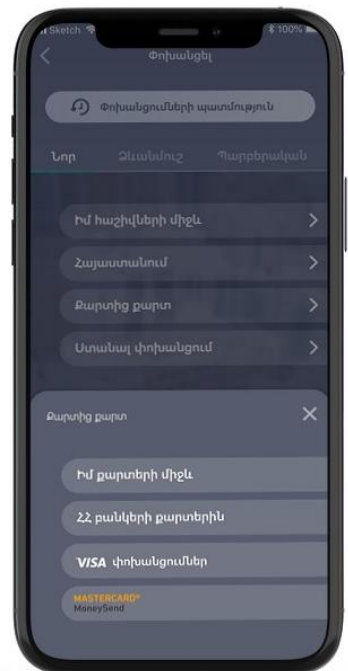 Sketch
100%
Փոխանցել
Փոխանցումների պատմություն
Նոր
Ձևանմուշ
Պարբերական
Իմ հաշիվների միջև
Հայաստանում
Քարտից քարտ
Ստանալ փոխանցում
Քարտից քարտ
Իմ քարտերի միջև
ՀՀ բանկերի քարտերին
VISA փոխանցումներ
MASTERCARD®
MoneySend